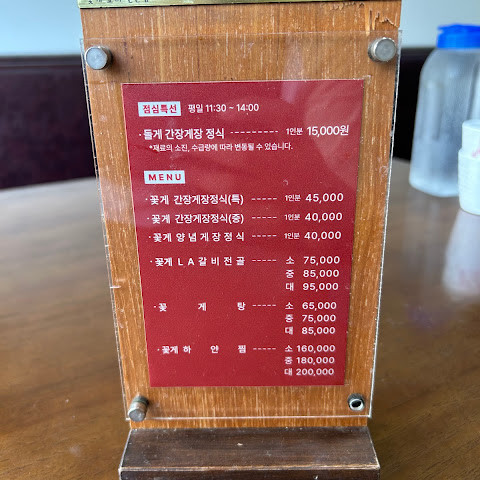 점심특선 평일 11:30 ~ 14:00
· 돌게 간장게장 정식 --------- 1인분 15,000원
*재료의 소진, 수급량에 따라 변동될 수 있습니다.
MENU
· 꽃게 간장게장정식(특) ----- 1인분 45,000
· 꽃게 간장게장정식(중) ----- 1인분 40,000
· 꽃게 양념게장정식 ----- 1인분 40,000
· 꽃게 LA갈비전골 ----- 소 75,000
중 85,000
대 95,000
· 꽃게탕 ----- 소 65,000
중 75,000
대 85,000
· 꽃게하얀찜 ----- 소 160,000
중 180,000
대 200,000